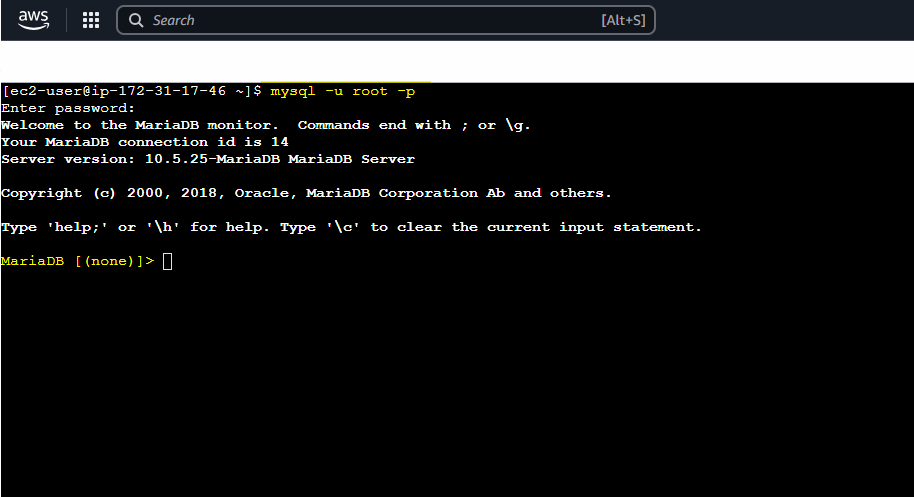 aws
Search [Alt+S]
[ec2-user@ip-172-31-17-46 ~]$ mysql -u root -p
Enter password:
Welcome to the MariaDB monitor.  Commands end with ; or \g.
Your MariaDB connection id is 14
Server version: 10.5.25-MariaDB MariaDB Server
Copyright (c) 2000, 2018, Oracle, MariaDB Corporation Ab and others.
Type 'help;' or '\h' for help. Type '\c' to clear the current input statement.
MariaDB [(none)]>